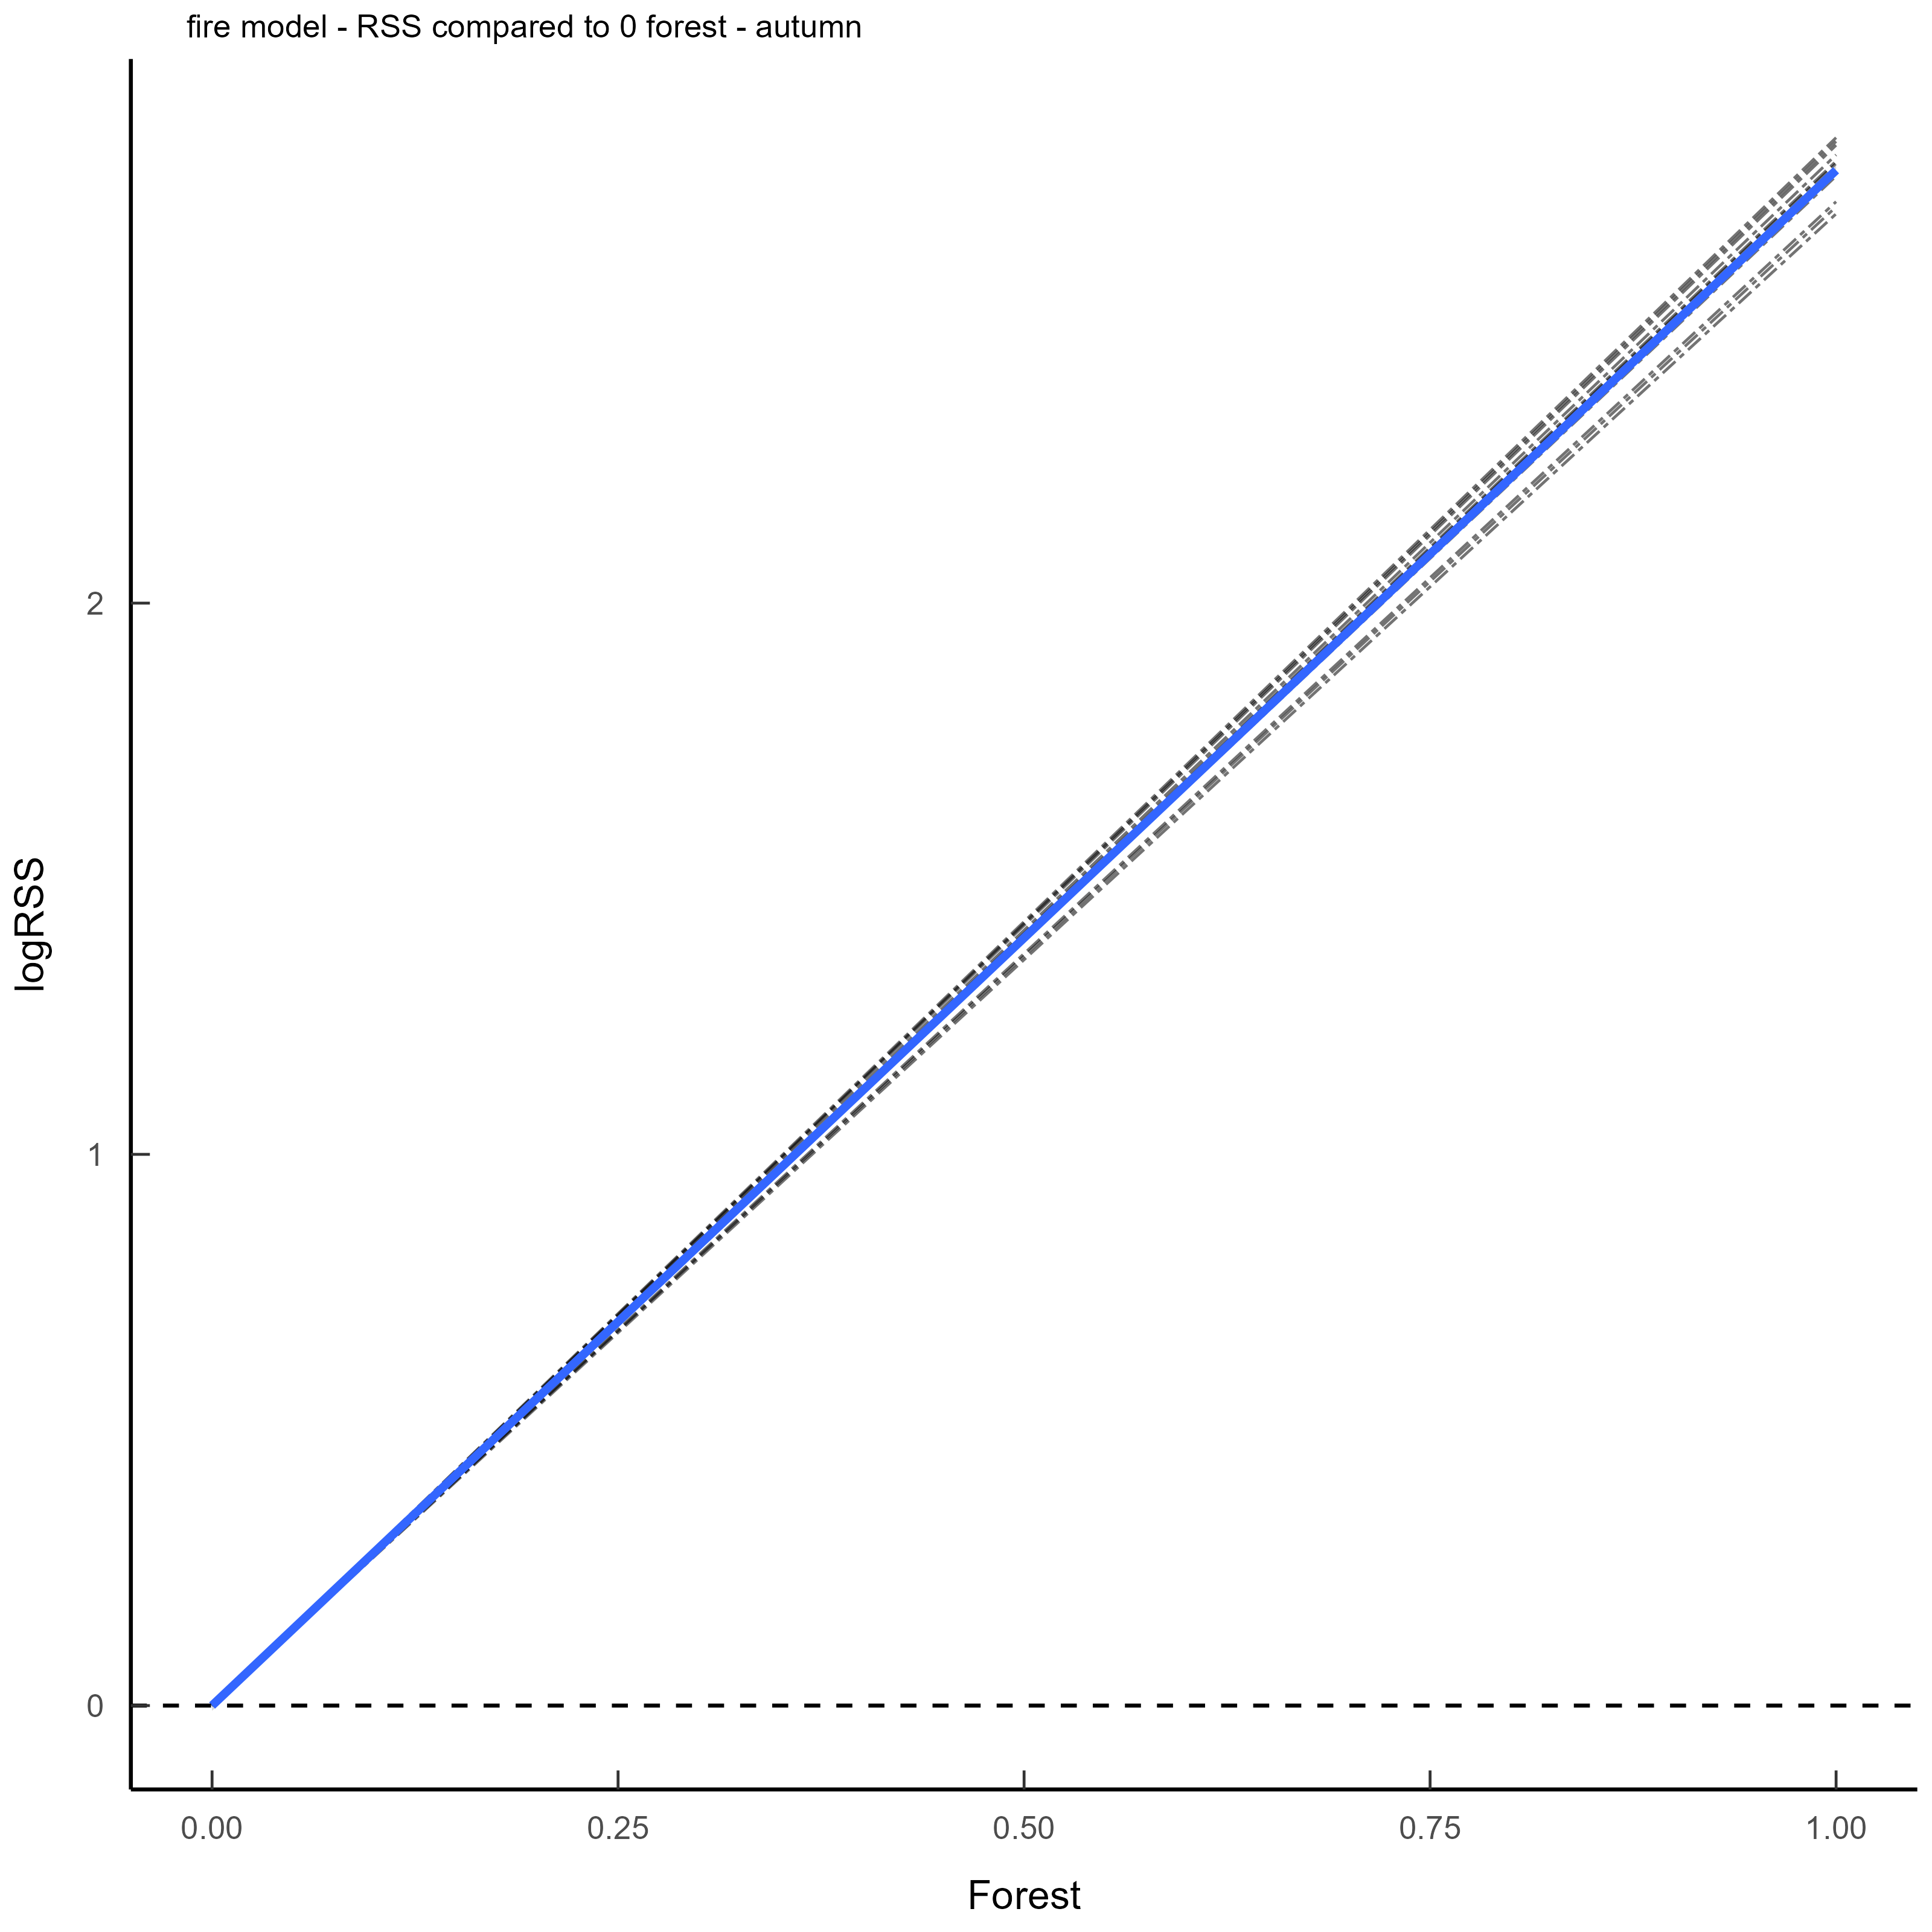 fire model - RSS compared to 0 forest - autumn
logRSS
2
1
0
0.00 0.25 0.50 0.75 1.00
Forest